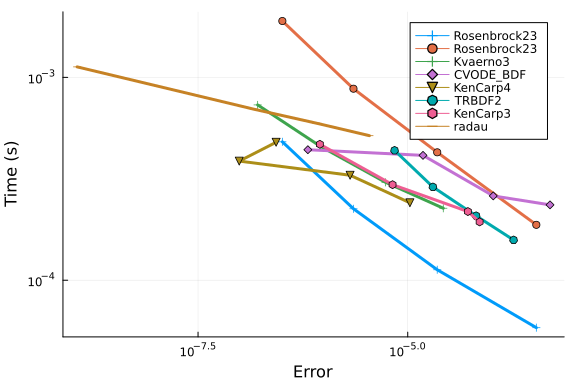 Rosenbrock23
Rosenbrock23
Kvaerno3
CVODE_BDF
KenCarp4
TRBDF2
KenCarp3
radau
10^-3
10^-4
Time (s)
10^-7.5
10^-5.0
Error